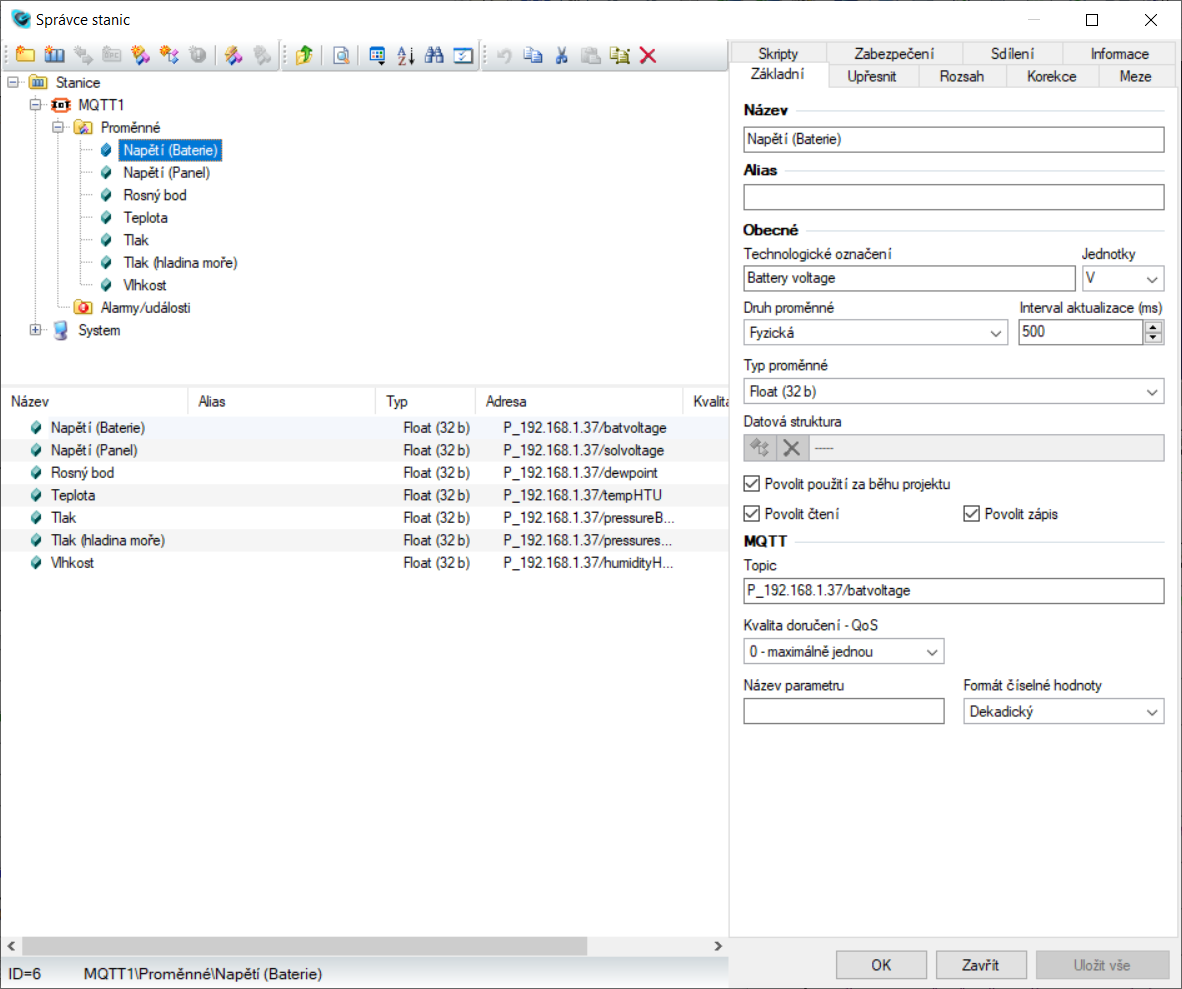 Správce stanic
Stanice
MQTT1
Proměnné
Napětí (Baterie)
Napětí (Panel)
Rosný bod
Teplota
Tlak
Tlak (hladina moře)
Vlhkost
Alarmy/události
System
Název Alias Typ Adresa Kvalita
Napětí (Baterie) Float (32 b) P_192.168.1.37/batvoltage
Napětí (Panel) Float (32 b) P_192.168.1.37/solvoltage
Rosný bod Float (32 b) P_192.168.1.37/dewpoint
Teplota Float (32 b) P_192.168.1.37/tempHTU
Tlak Float (32 b) P_192.168.1.37/pressureB...
Tlak (hladina moře) Float (32 b) P_192.168.1.37/pressures...
Vlhkost Float (32 b) P_192.168.1.37/humidityH...
ID=6 MQTT1\Proměnné\Napětí (Baterie)
Skripty Zabezpečení Sdílení Informace
Základní Upřesnit Rozsah Korekce Meze
Název
Napětí (Baterie)
Alias
Obecné
Technologické označení Jednotky
Battery voltage V
Druh proměnné Interval aktualizace (ms)
Fyzická 500
Typ proměnné
Float (32 b)
Datová struktura
-----
Povolit použití za běhu projektu
Povolit čtení Povolit zápis
MQTT
Topic
P_192.168.1.37/batvoltage
Kvalita doručení - QoS
0 - maximálně jednou
Název parametru Formát číselné hodnoty
Dekadický
OK Zavřít Uložit vše